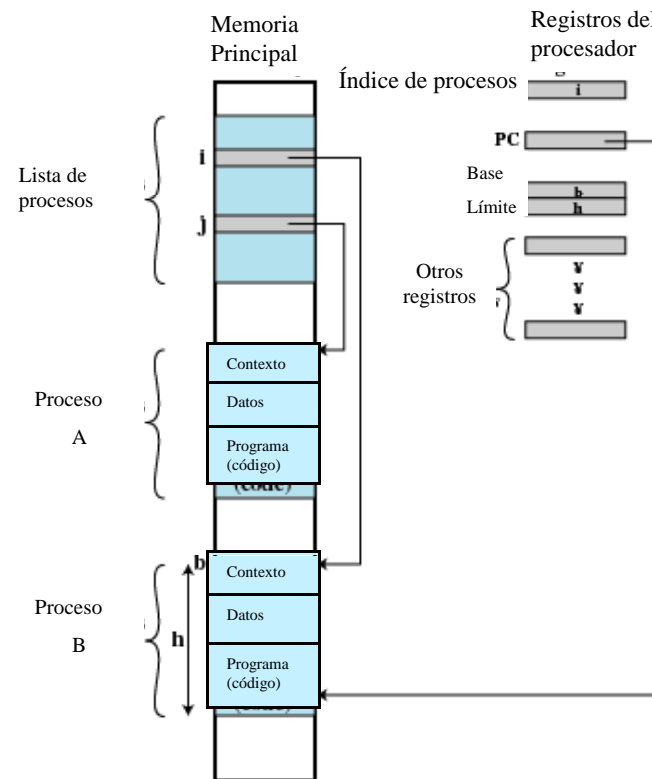 Memoria
Principal
Registros del
procesador
Índice de procesos
i
PC
Base
b
Límite
h
Otros
registros
¥
¥
¥
Lista de
procesos
i
j
Proceso
A
Contexto
Datos
Programa
(código)
(code)
Proceso
B
b
h
Contexto
Datos
Programa
(código)